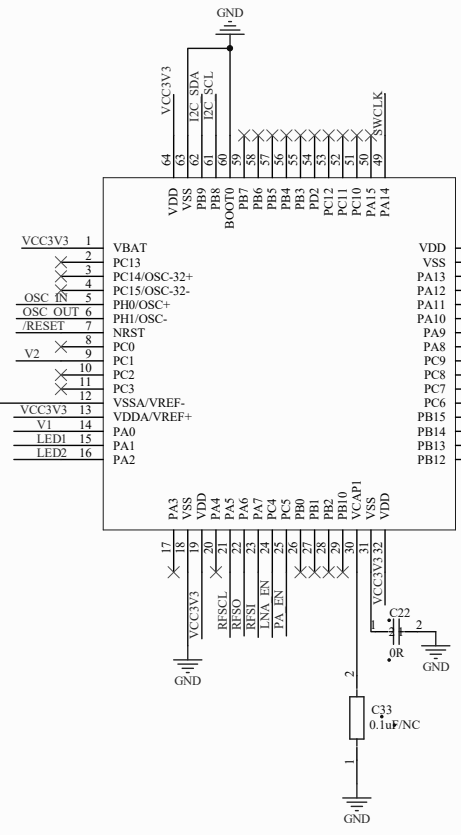 GND
VCC3V3
I2C_SDA
I2C_SCL
SWCLK
64
63
62
61
60
59
58
57
56
55
54
53
52
51
50
49
VDD
VSS
PB9
PB8
BOOT0
PB7
PB6
PB5
PB4
PB3
PD2
PC12
PC11
PC10
PA15
PA14
VCC3V3 1 VBAT
2 PC13
3 PC14/OSC-32+
4 PC15/OSC-32-
OSC_IN 5 PH0/OSC+
OSC_OUT 6 PH1/OSC-
/RESET 7 NRST
8 PC0
V2 9 PC1
10 PC2
11 PC3
12 VSSA/VREF-
VCC3V3 13 VDDA/VREF+
V1 14 PA0
LED1 15 PA1
LED2 16 PA2
VDD
VSS
PA13
PA12
PA11
PA10
PA9
PA8
PC9
PC8
PC7
PC6
PB15
PB14
PB13
PB12
PA3
VSS
VDD
PA4
PA5
PA6
PA7
PC4
PC5
PB0
PB1
PB2
PB10
VCAP1
VSS
VDD
17
18
19
20
21
22
23
24
25
26
27
28
29
30
31
32
VCC3V3
RFSCL
RFSO
RFSI
LNA_EN
PA_EN
VCC3V3
GND
C22
1
2
0R
GND
2
C33
0.1uF/NC
1
GND